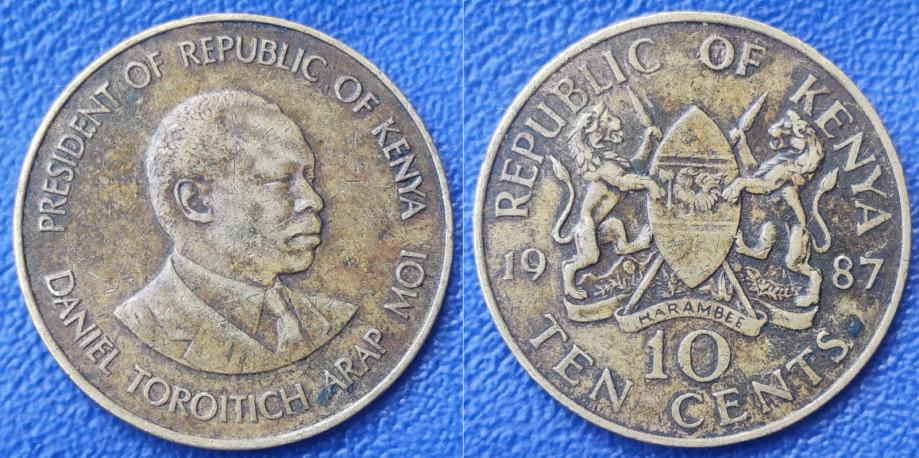 PRESIDENT OF REPUBLIC OF KENYA
DANIEL TOROITICH ARAP MOI
REPUBLIC OF KENYA
19 87
HARAMBEE
10
TEN CENTS